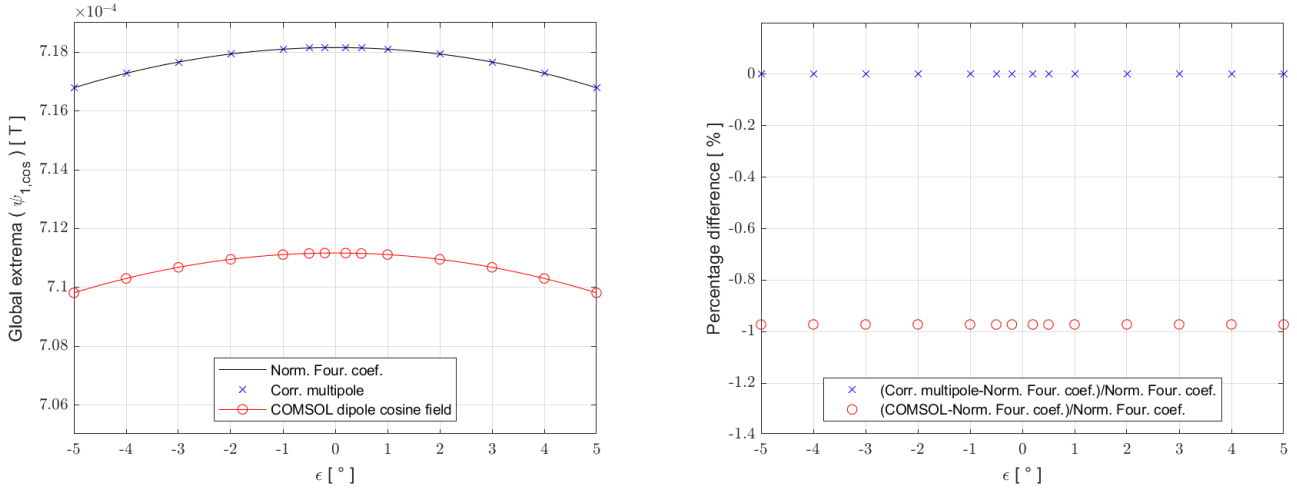 ×10⁻⁴
7.18
7.16
7.14
7.12
7.1
7.08
7.06
Global extrema ( ψ1,cos ) [ T ]
Norm. Four. coef.
Corr. multipole
COMSOL dipole cosine field
-5 -4 -3 -2 -1 0 1 2 3 4 5
ϵ [ ° ]
0
-0.2
-0.4
-0.6
-0.8
-1
-1.2
-1.4
Percentage difference [ % ]
(Corr. multipole-Norm. Four. coef.)/Norm. Four. coef.
(COMSOL-Norm. Four. coef.)/Norm. Four. coef.
-5 -4 -3 -2 -1 0 1 2 3 4 5
ϵ [ ° ]